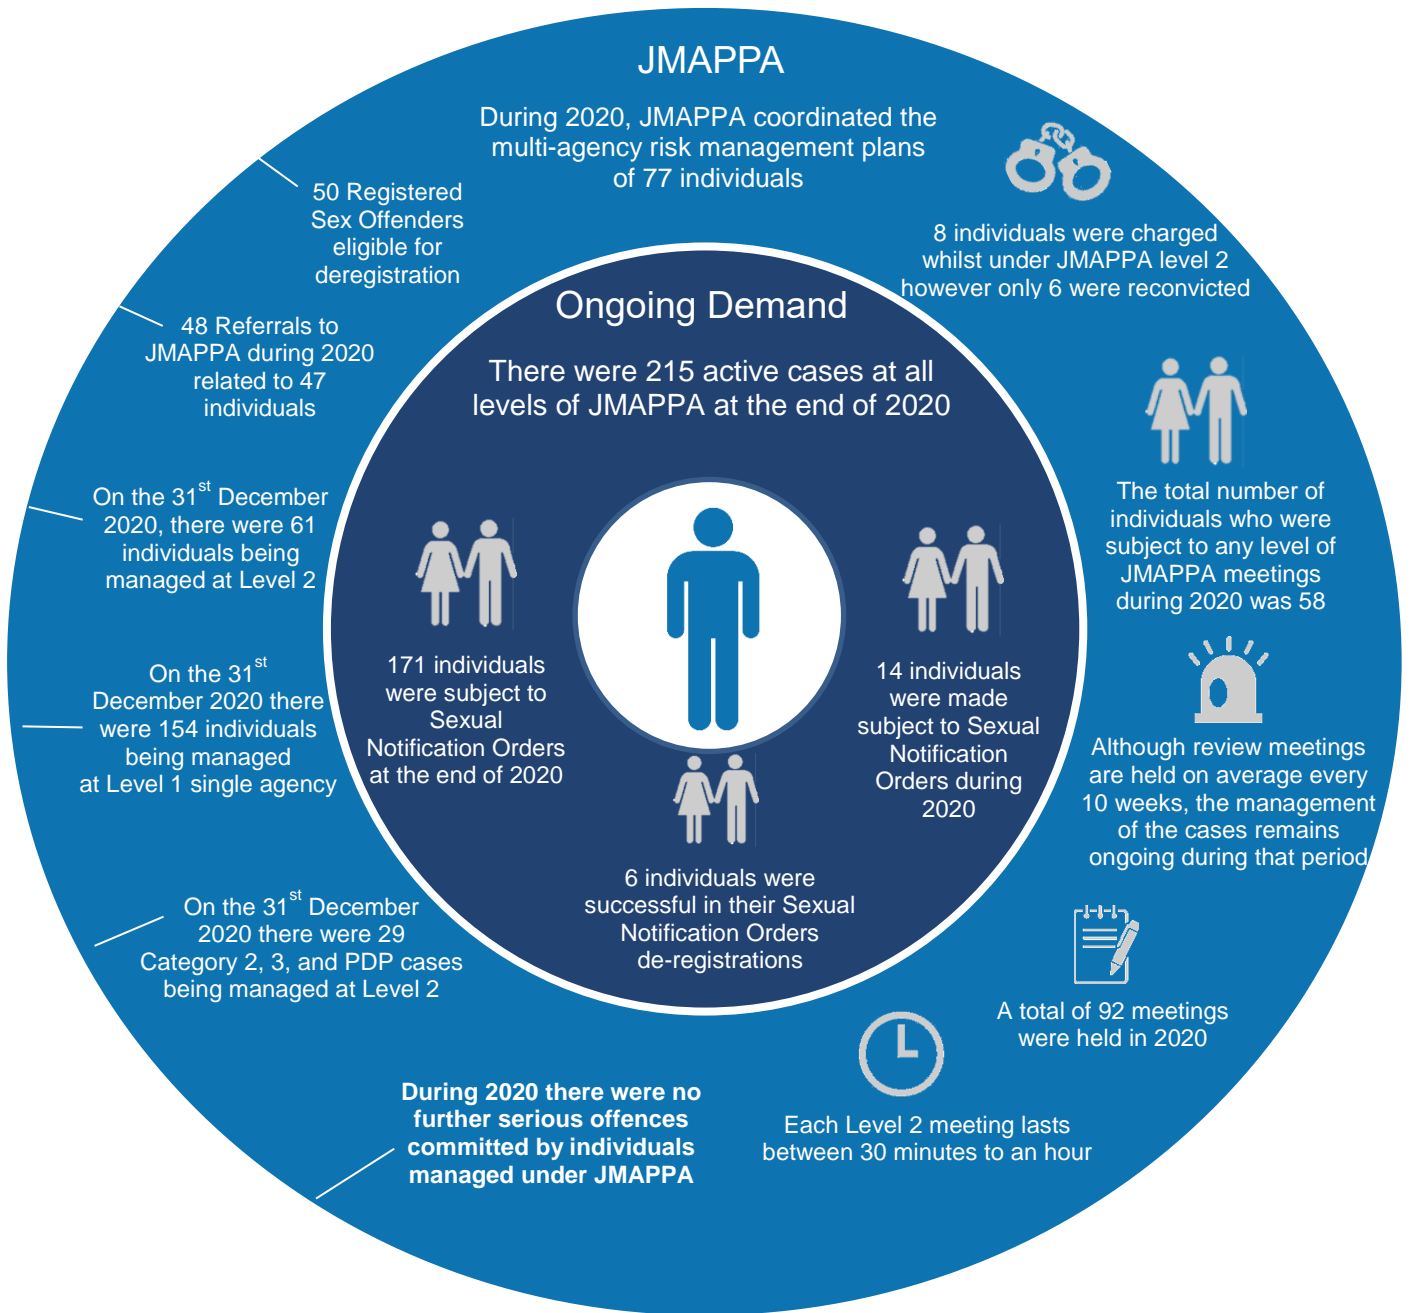 JMAPPA
During 2020, JMAPPA coordinated the
multi-agency risk management plans
of 77 individuals
8 individuals were charged
whilst under JMAPPA level 2
however only 6 were reconvicted
50 Registered
Sex Offenders
eligible for
deregistration
48 Referrals to
JMAPPA during 2020
related to 47
individuals
On the 31st December
2020, there were 61
individuals being
managed at Level 2
On the 31st
December 2020 there
were 154 individuals
being managed
at Level 1 single agency
On the 31st December
2020 there were 29
Category 2, 3, and PDP cases
being managed at Level 2
During 2020 there were no
further serious offences
committed by individuals
managed under JMAPPA
Ongoing Demand
There were 215 active cases at all
levels of JMAPPA at the end of 2020
171 individuals
were subject to
Sexual
Notification Orders
at the end of 2020
14 individuals
were made
subject to Sexual
Notification
Orders during
2020
6 individuals were
successful in their Sexual
Notification Orders
de-registrations
The total number of
individuals who were
subject to any level of
JMAPPA meetings
during 2020 was 58
Although review meetings
are held on average every
10 weeks, the management
of the cases remains
ongoing during that period
A total of 92 meetings
were held in 2020
Each Level 2 meeting lasts
between 30 minutes to an hour